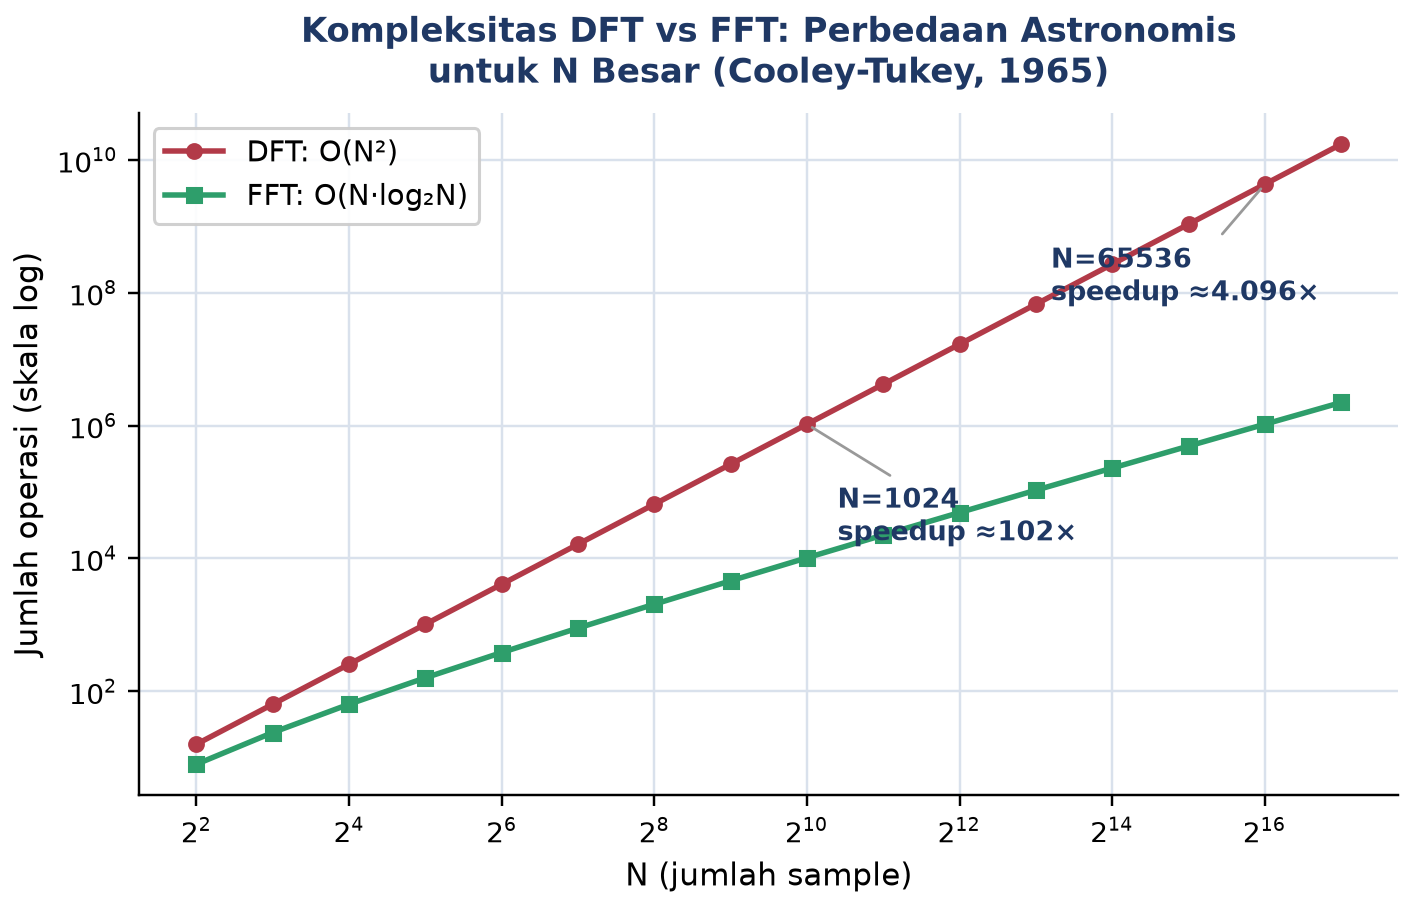 Kompleksitas DFT vs FFT: Perbedaan Astronomis
untuk N Besar (Cooley-Tukey, 1965)
DFT: O(N²)
FFT: O(N·log₂N)
Jumlah operasi (skala log)
10¹⁰
10⁸
10⁶
10⁴
10²
N=65536
speedup ≈4.096×
N=1024
speedup ≈102×
2² 2⁴ 2⁶ 2⁸ 2¹⁰ 2¹² 2¹⁴ 2¹⁶
N (jumlah sample)